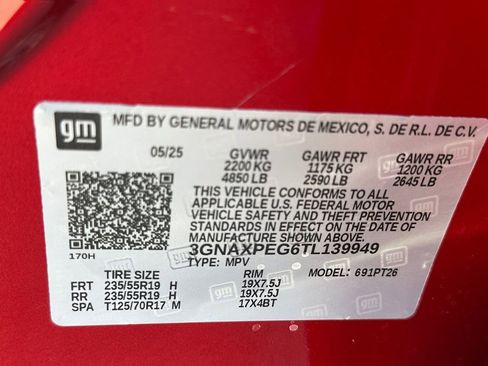 gm MFD BY GENERAL MOTORS DE MEXICO, S. DE R.L. DE C.V.
05/25 GVWR GAWR FRT GAWR RR
2200 KG 1175 KG 1200 KG
4850 LB 2590 LB 2645 LB
THIS VEHICLE CONFORMS TO ALL
APPLICABLE U.S. FEDERAL MOTOR
VEHICLE SAFETY AND THEFT PREVENTION
STANDARDS IN EFFECT ON THE DATE OF
MANUFACTURE SHOWN ABOVE.
3GNAXPEG6TL139949
170H TYPE: MPV MODEL: 691PT26
TIRE SIZE RIM
FRT 235/55R19 H 19X7.5J
RR 235/55R19 H 19X7.5J
SPA T125/70R17 M 17X4BT